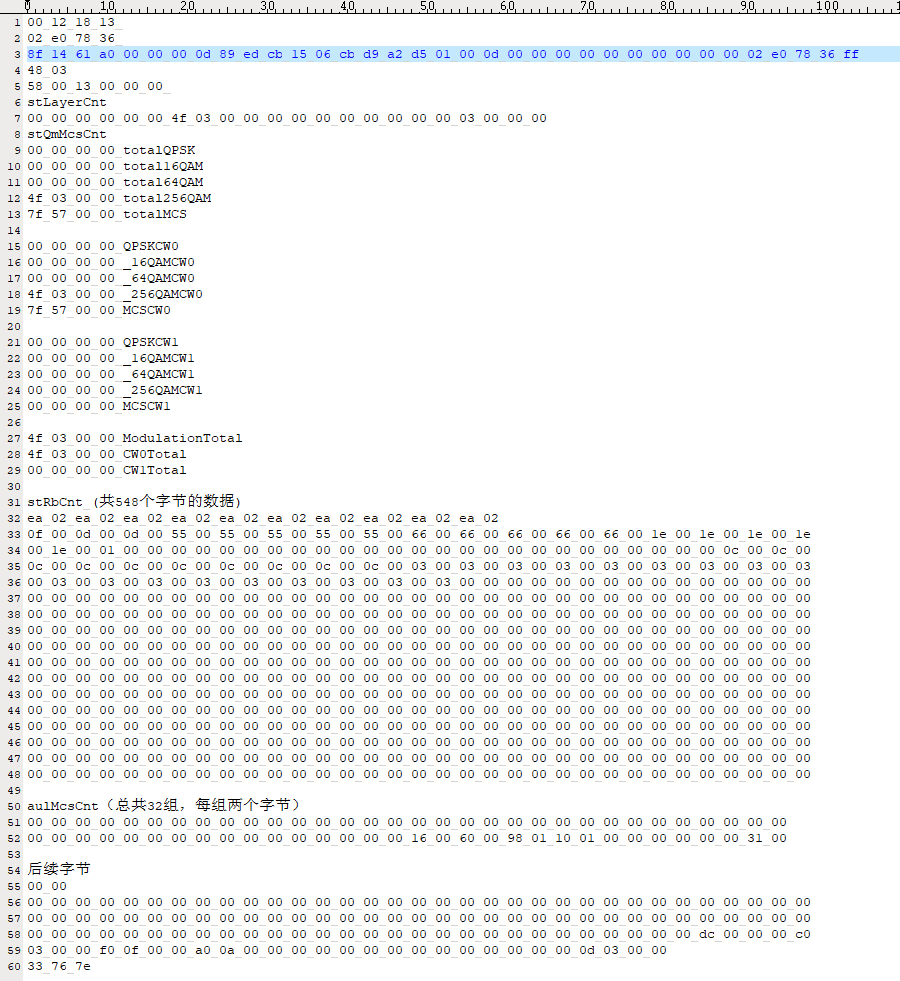 0 10 20 30 40 50 60 70 80 90 100
1 00 12 18 13
2 02 e0 78 36
3 8f 14 61 a0 00 00 00 0d 89 ed cb 15 06 cb d9 a2 d5 01 00 0d 00 00 00 00 00 00 00 00 00 00 02 e0 78 36 ff
4 48 03
5 58 00 13 00 00 00
6 stLayerCnt
7 00 00 00 00 00 00 4f 03 00 00 00 00 00 00 00 00 00 00 03 00 00 00
8 stQmMcsCnt
9 00 00 00 00 totalQPSK
10 00 00 00 00 total16QAM
11 00 00 00 00 total64QAM
12 4f 03 00 00 total256QAM
13 7f 57 00 00 totalMCS
14
15 00 00 00 00 QPSKCW0
16 00 00 00 00 _16QAMCW0
17 00 00 00 00 _64QAMCW0
18 4f 03 00 00 _256QAMCW0
19 7f 57 00 00 MCSCW0
20
21 00 00 00 00 QPSKCW1
22 00 00 00 00 _16QAMCW1
23 00 00 00 00 _64QAMCW1
24 00 00 00 00 _256QAMCW1
25 00 00 00 00 MCSCW1
26
27 4f 03 00 00 ModulationTotal
28 4f 03 00 00 CW0Total
29 00 00 00 00 CW1Total
30
31 stRbCnt (共548个字节的数据)
32 ea 02 ea 02 ea 02 ea 02 ea 02 ea 02 ea 02 ea 02 ea 02 ea 02
33 0f 00 0d 00 0d 00 55 00 55 00 55 00 55 00 55 00 66 00 66 00 66 00 66 00 66 00 1e 00 1e 00 1e 00 1e
34 00 1e 00 01 00 00 00 00 00 00 00 00 00 00 00 00 00 00 00 00 00 00 00 00 00 00 00 00 00 0c 00 0c 00
35 0c 00 0c 00 0c 00 0c 00 0c 00 0c 00 0c 00 0c 00 03 00 03 00 03 00 03 00 03 00 03 00 03 00 03 00 03
36 00 03 00 03 00 03 00 03 00 03 00 03 00 03 00 03 00 03 00 00 00 00 00 00 00 00 00 00 00 00 00 00 00
37 00 00 00 00 00 00 00 00 00 00 00 00 00 00 00 00 00 00 00 00 00 00 00 00 00 00 00 00 00 00 00 00 00
38 00 00 00 00 00 00 00 00 00 00 00 00 00 00 00 00 00 00 00 00 00 00 00 00 00 00 00 00 00 00 00 00 00
39 00 00 00 00 00 00 00 00 00 00 00 00 00 00 00 00 00 00 00 00 00 00 00 00 00 00 00 00 00 00 00 00 00
40 00 00 00 00 00 00 00 00 00 00 00 00 00 00 00 00 00 00 00 00 00 00 00 00 00 00 00 00 00 00 00 00 00
41 00 00 00 00 00 00 00 00 00 00 00 00 00 00 00 00 00 00 00 00 00 00 00 00 00 00 00 00 00 00 00 00 00
42 00 00 00 00 00 00 00 00 00 00 00 00 00 00 00 00 00 00 00 00 00 00 00 00 00 00 00 00 00 00 00 00 00
43 00 00 00 00 00 00 00 00 00 00 00 00 00 00 00 00 00 00 00 00 00 00 00 00 00 00 00 00 00 00 00 00 00
44 00 00 00 00 00 00 00 00 00 00 00 00 00 00 00 00 00 00 00 00 00 00 00 00 00 00 00 00 00 00 00 00 00
45 00 00 00 00 00 00 00 00 00 00 00 00 00 00 00 00 00 00 00 00 00 00 00 00 00 00 00 00 00 00 00 00 00
46 00 00 00 00 00 00 00 00 00 00 00 00 00 00 00 00 00 00 00 00 00 00 00 00 00 00 00 00 00 00 00 00 00
47 00 00 00 00 00 00 00 00 00 00 00 00 00 00 00 00 00 00 00 00 00 00 00 00 00 00 00 00 00 00 00 00 00
48 00 00 00 00 00 00 00 00 00 00 00 00 00 00 00 00 00 00 00 00 00 00 00 00 00 00 00 00 00 00 00 00 00
49
50 aulMcsCnt（总共32组，每组两个字节）
51 00 00 00 00 00 00 00 00 00 00 00 00 00 00 00 00 00 00 00 00 00 00 00 00 00 00 00 00 00 00 00 00
52 00 00 00 00 00 00 00 00 00 00 00 00 00 00 00 00 16 00 60 00 98 01 10 01 00 00 00 00 00 00 31 00
53
54 后续字节
55 00 00
56 00 00 00 00 00 00 00 00 00 00 00 00 00 00 00 00 00 00 00 00 00 00 00 00 00 00 00 00 00 00 00 00 00
57 00 00 00 00 00 00 00 00 00 00 00 00 00 00 00 00 00 00 00 00 00 00 00 00 00 00 00 00 00 00 00 00 00
58 00 00 00 00 00 00 00 00 00 00 00 00 00 00 00 00 00 00 00 00 00 00 00 00 00 00 00 00 dc 00 00 00 c0
59 03 00 00 f0 0f 00 00 a0 0a 00 00 00 00 00 00 00 00 00 00 00 00 00 00 0d 03 00 00
60 33 76 7e